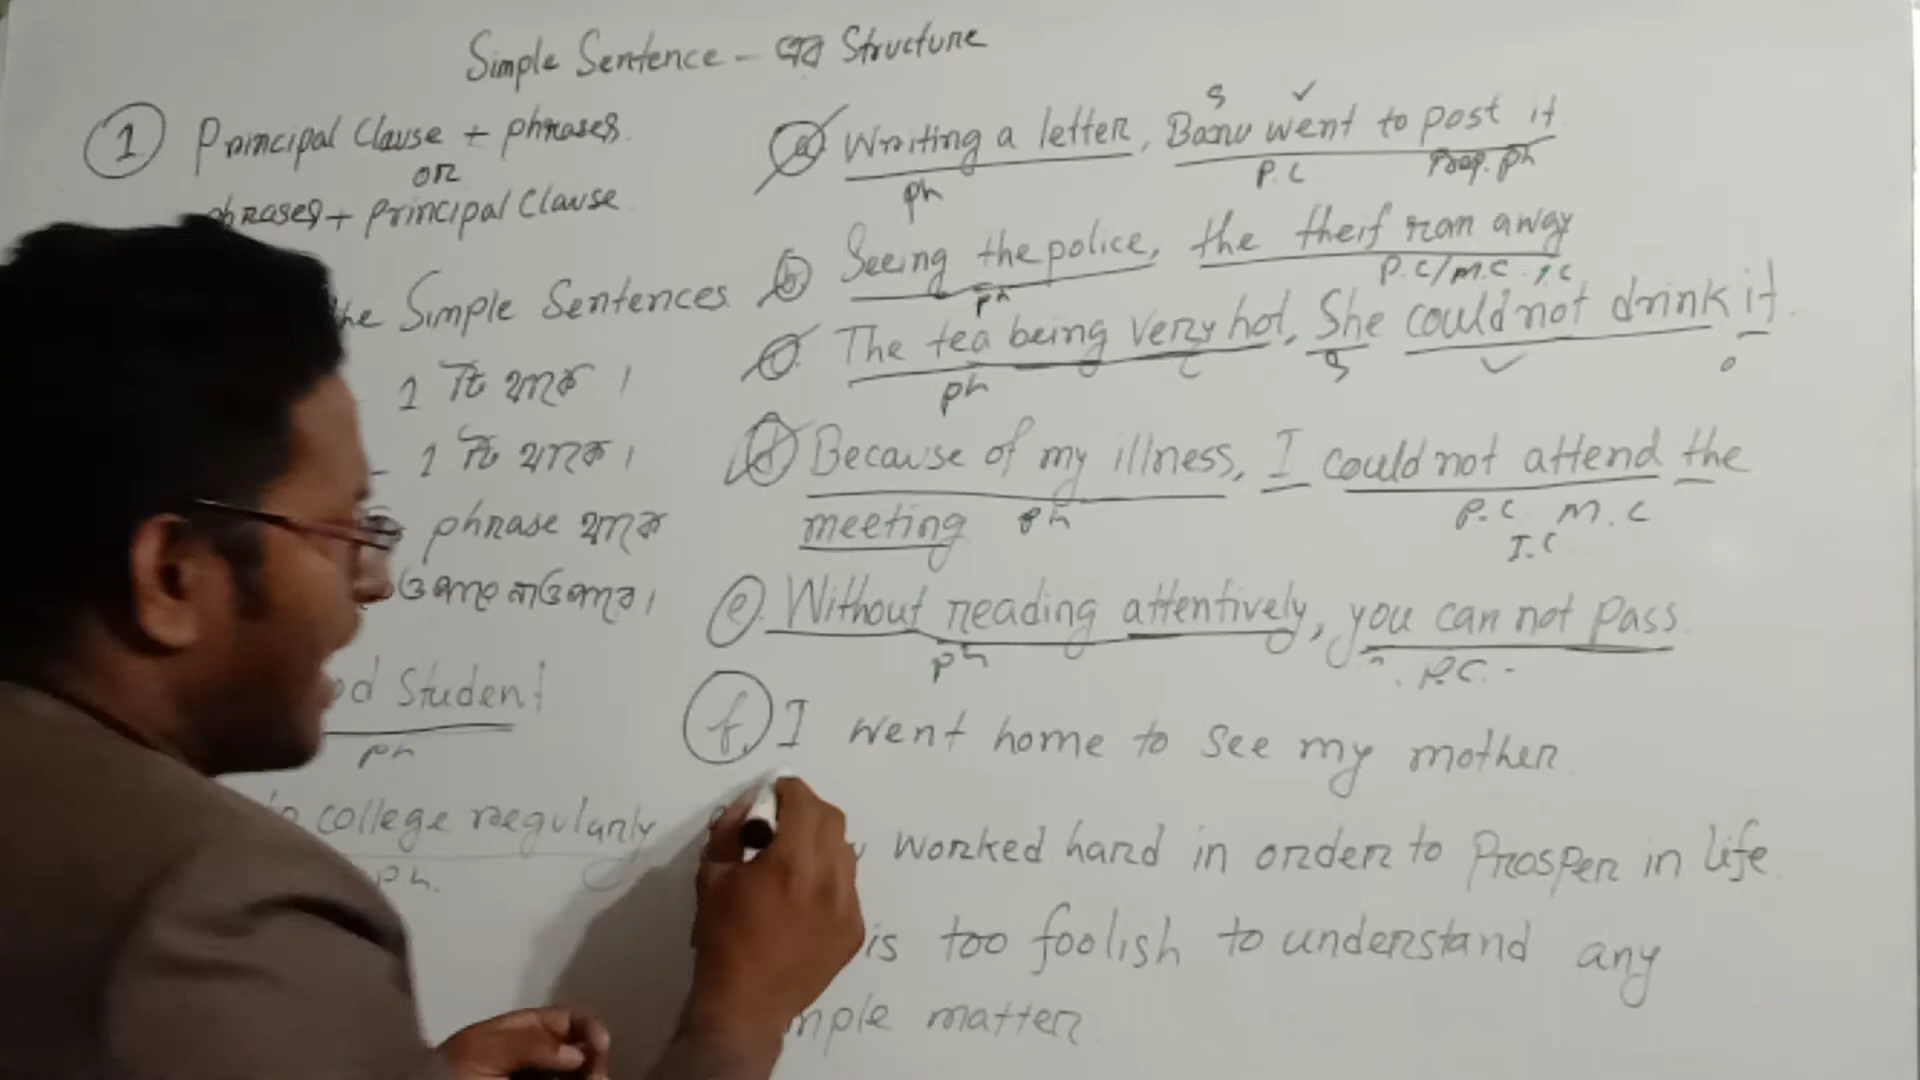 Simple Sentence - এর Structure
1 Principal Clause + phrases
OR
phrases + Principal Clause
the Simple Sentences
1 টি থাকে।
- 1 টি থাকে।
phrase থাকে
Student
ph
college regularly
ph.
a Writing a letter, Banu went to post it
S ✓
ph P.C Prep. ph
b Seeing the police, the theif ran away
ph P.C/M.C I.C
c The tea being very hot, She could not drink it.
ph S
d Because of my illness, I could not attend the
meeting ph P.C M.C
I.C
e. Without reading attentively, you can not pass
ph P.C.
f. I went home to see my mother.
worked hard in order to Prosper in life.
is too foolish to understand any
matter.